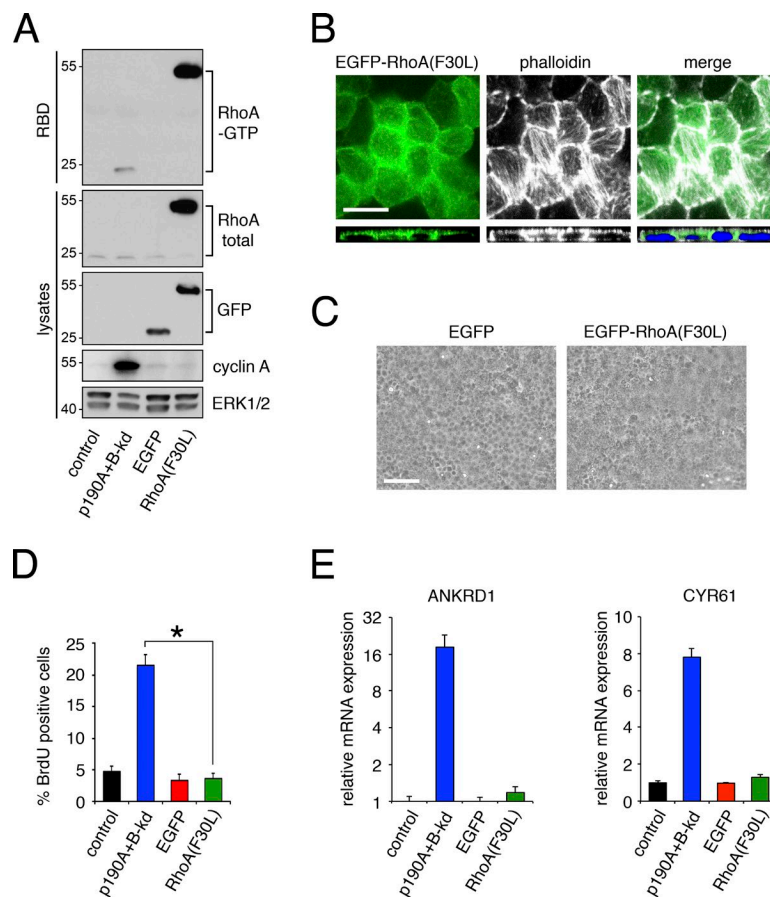 A
RBD
55
25
RhoA
-GTP
lysates
55
25
RhoA
total
55
25
GFP
55
cyclin A
40
ERK1/2
control
p190A+B-kd
EGFP
RhoA(F30L)
B
EGFP-RhoA(F30L)
phalloidin
merge
C
EGFP
EGFP-RhoA(F30L)
D
% BrdU positive cells
25
20
15
10
5
0
*
control
p190A+B-kd
EGFP
RhoA(F30L)
E
ANKRD1
relative mRNA expression
32
16
8
4
2
1
control
p190A+B-kd
EGFP
RhoA(F30L)
CYR61
relative mRNA expression
10
8
6
4
2
0
control
p190A+B-kd
EGFP
RhoA(F30L)